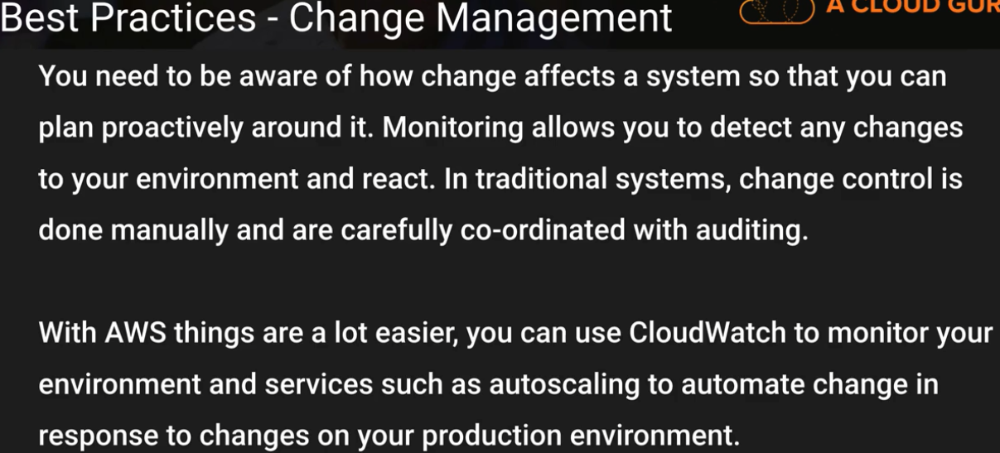 Best Practices - Change Management
A CLOUD GUR
You need to be aware of how change affects a system so that you can
plan proactively around it. Monitoring allows you to detect any changes
to your environment and react. In traditional systems, change control is
done manually and are carefully co-ordinated with auditing.
With AWS things are a lot easier, you can use CloudWatch to monitor your
environment and services such as autoscaling to automate change in
response to changes on your production environment.